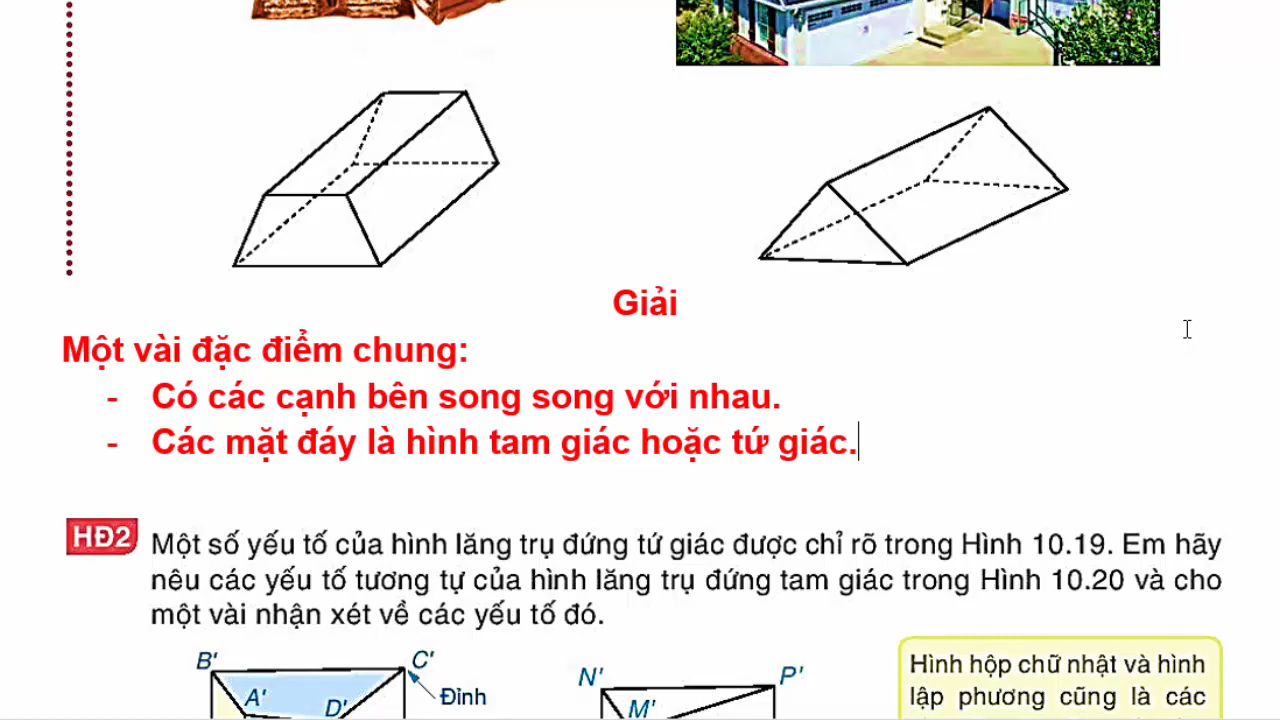 Giải
Một vài đặc điểm chung:
- Có các cạnh bên song song với nhau.
- Các mặt đáy là hình tam giác hoặc tứ giác.
HĐ2
Một số yếu tố của hình lăng trụ đứng tứ giác được chỉ rõ trong Hình 10.19. Em hãy
nêu các yếu tố tương tự của hình lăng trụ đứng tam giác trong Hình 10.20 và cho
một vài nhận xét về các yếu tố đó.
B' C'
A' D' Đỉnh
N' P'
M'
Hình hộp chữ nhật và hình
lập phương cũng là các